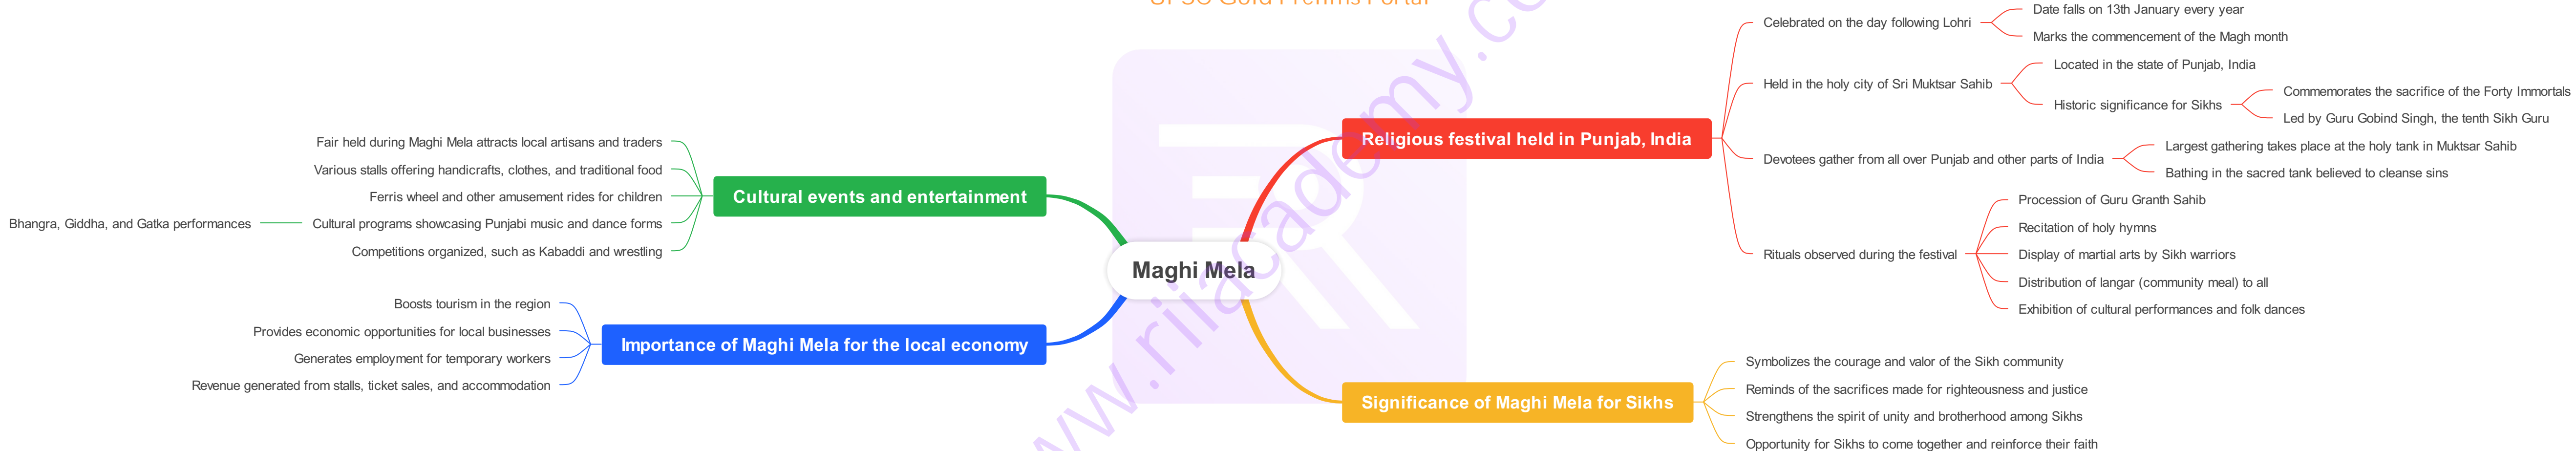 UPSC Gold Prelims Portal
Maghi Mela
Religious festival held in Punjab, India
Celebrated on the day following Lohri
Date falls on 13th January every year
Marks the commencement of the Magh month
Held in the holy city of Sri Muktsar Sahib
Located in the state of Punjab, India
Historic significance for Sikhs
Commemorates the sacrifice of the Forty Immortals
Led by Guru Gobind Singh, the tenth Sikh Guru
Devotees gather from all over Punjab and other parts of India
Largest gathering takes place at the holy tank in Muktsar Sahib
Bathing in the sacred tank believed to cleanse sins
Rituals observed during the festival
Procession of Guru Granth Sahib
Recitation of holy hymns
Display of martial arts by Sikh warriors
Distribution of langar (community meal) to all
Exhibition of cultural performances and folk dances
Significance of Maghi Mela for Sikhs
Symbolizes the courage and valor of the Sikh community
Reminds of the sacrifices made for righteousness and justice
Strengthens the spirit of unity and brotherhood among Sikhs
Opportunity for Sikhs to come together and reinforce their faith
Cultural events and entertainment
Fair held during Maghi Mela attracts local artisans and traders
Various stalls offering handicrafts, clothes, and traditional food
Ferris wheel and other amusement rides for children
Cultural programs showcasing Punjabi music and dance forms
Bhangra, Giddha, and Gatka performances
Competitions organized, such as Kabaddi and wrestling
Importance of Maghi Mela for the local economy
Boosts tourism in the region
Provides economic opportunities for local businesses
Generates employment for temporary workers
Revenue generated from stalls, ticket sales, and accommodation